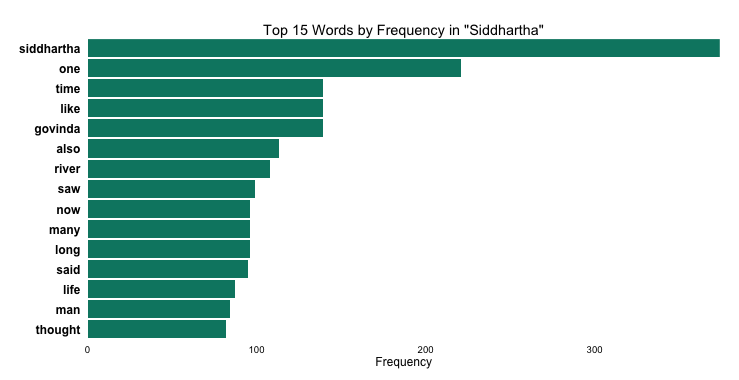 Top 15 Words by Frequency in "Siddhartha"
siddhartha
one
time
like
govinda
also
river
saw
now
many
long
said
life
man
thought
0 100 200 300
Frequency